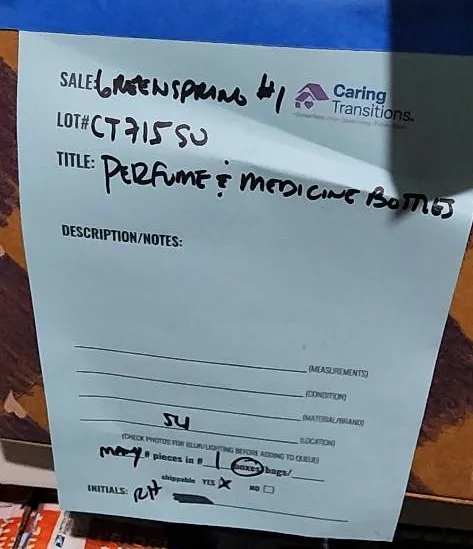 SALE: GREENSPRING #1
Caring
Transitions
LOT# CT715SU
TITLE: PERFUME & MEDICINE BOTTLES
DESCRIPTION/NOTES:
(MEASUREMENTS)
(CONDITION)
(MATERIAL/BRAND)
SU (LOCATION)
(CHECK PHOTOS FOR BLUR/LIGHTING BEFORE ADDING TO QUEUE)
many # pieces in # 1 boxes/bags/
shippable YES X NO
INITIALS: RH